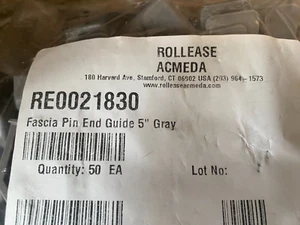 ROLLEASE
ACMEDA
180 Harvard Ave, Stamford, CT 06902 USA (203) 964-1573
www.rolleaseacmeda.com
RE0021830
Fascia Pin End Guide 5" Gray
Quantity: 50 EA Lot No: